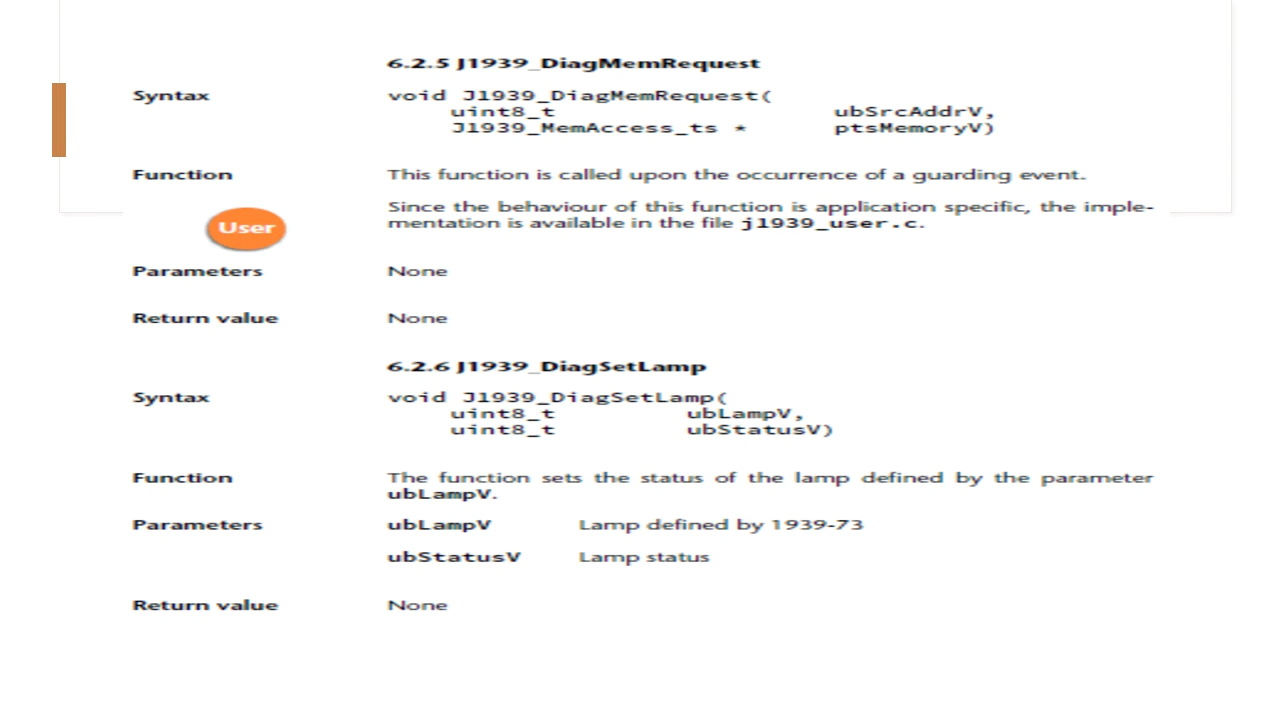 6.2.5 J1939_DiagMemRequest
Syntax void J1939_DiagMemRequest(
uint8_t ubSrcAddrV,
J1939_MemAccess_ts * ptsMemoryV)
Function This function is called upon the occurrence of a guarding event.
Since the behaviour of this function is application specific, the imple-
User mentation is available in the file j1939_user.c.
Parameters None
Return value None
6.2.6 J1939_DiagSetLamp
Syntax void J1939_DiagSetLamp(
uint8_t ubLampV,
uint8_t ubStatusV)
Function The function sets the status of the lamp defined by the parameter
ubLampV.
Parameters ubLampV Lamp defined by 1939-73
ubStatusV Lamp status
Return value None